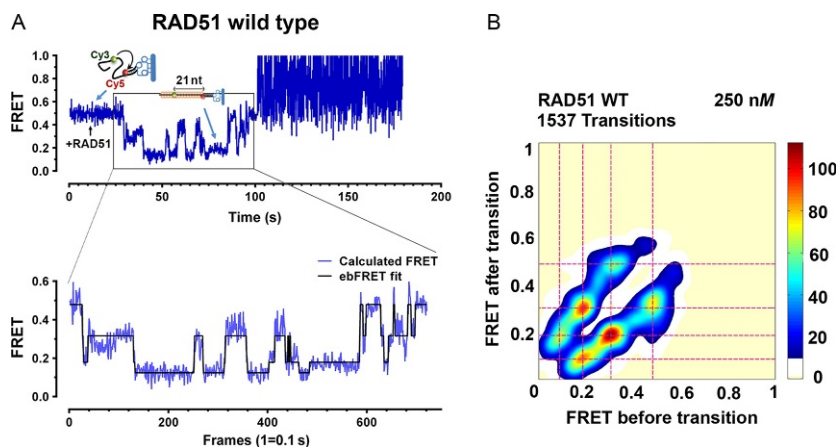 A
RAD51 wild type
Cy3
Cy5
21 nt
+RAD51
FRET
1.0
0.8
0.6
0.4
0.2
0.0
0 50 100 150 200
Time (s)
Calculated FRET
ebFRET fit
FRET
0.6
0.4
0.2
0.0
0 200 400 600
Frames (1=0.1 s)
B
RAD51 WT 250 nM
1537 Transitions
FRET after transition
1
0.8
0.6
0.4
0.2
0 0.2 0.4 0.6 0.8 1
FRET before transition
100
80
60
40
20
0